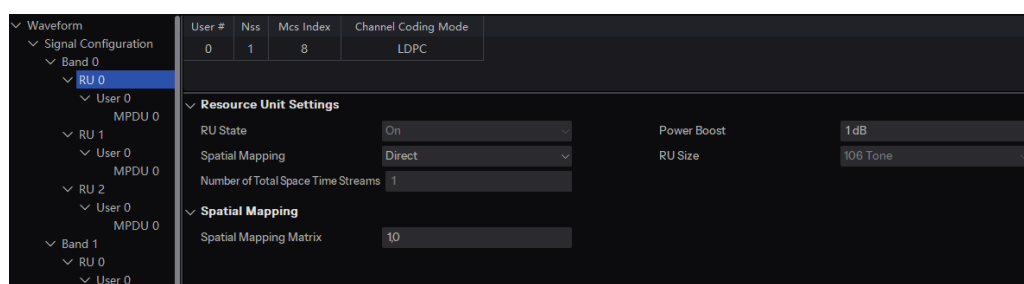 Waveform
Signal Configuration
Band 0
RU 0
User 0
MPDU 0
RU 1
User 0
MPDU 0
RU 2
User 0
MPDU 0
Band 1
RU 0
User 0
User # Nss Mcs Index Channel Coding Mode
0 1 8 LDPC
Resource Unit Settings
RU State On Power Boost 1 dB
Spatial Mapping Direct RU Size 106 Tone
Number of Total Space Time Streams 1
Spatial Mapping
Spatial Mapping Matrix 1,0